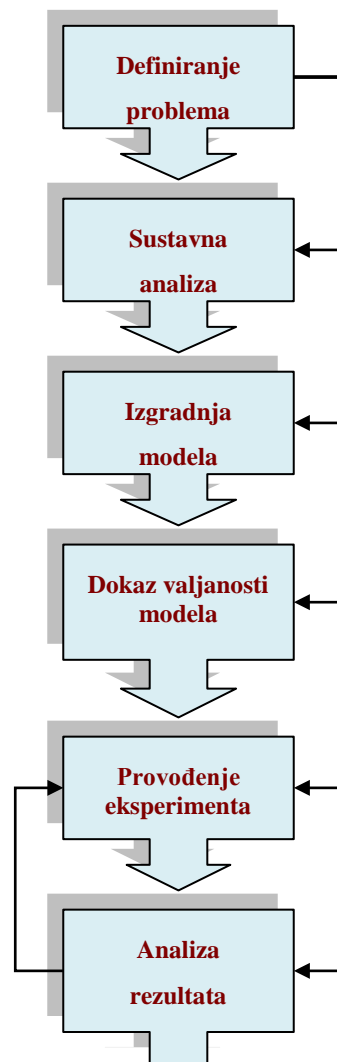 Definiranje
problema
Sustavna
analiza
Izgradnja
modela
Dokaz valjanosti
modela
Provođenje
eksperimenta
Analiza
rezultata